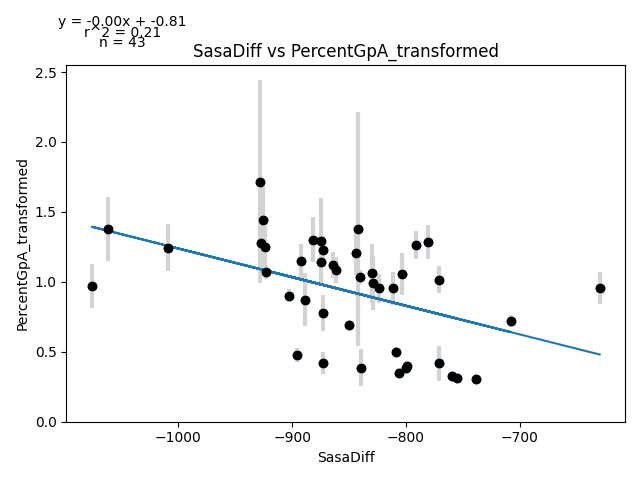 y = -0.00x + -0.81
r^2 = 0.21
n = 43
SasaDiff vs PercentGpA_transformed
2.5
2.0
1.5
1.0
0.5
0.0
PercentGpA_transformed
−1000
−900
−800
−700
SasaDiff